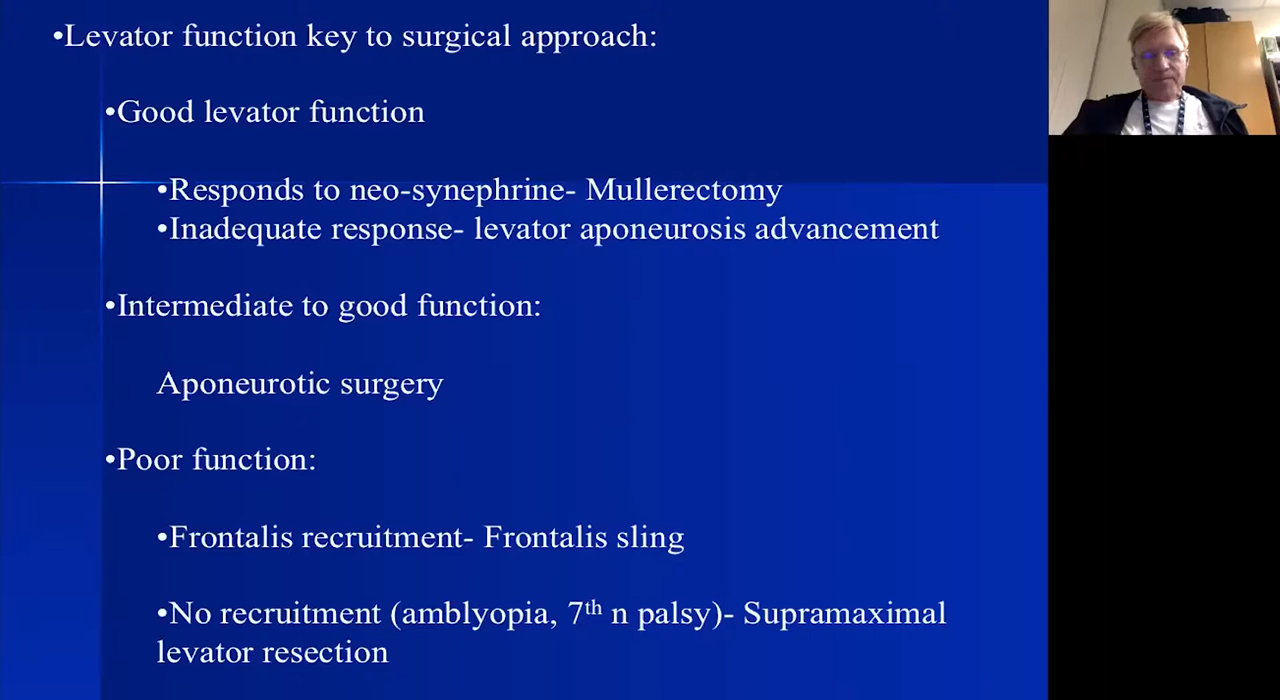 •Levator function key to surgical approach:
•Good levator function
•Responds to neo-synephrine- Mullerectomy
•Inadequate response- levator aponeurosis advancement
•Intermediate to good function:
Aponeurotic surgery
•Poor function:
•Frontalis recruitment- Frontalis sling
•No recruitment (amblyopia, 7th n palsy)- Supramaximal
levator resection